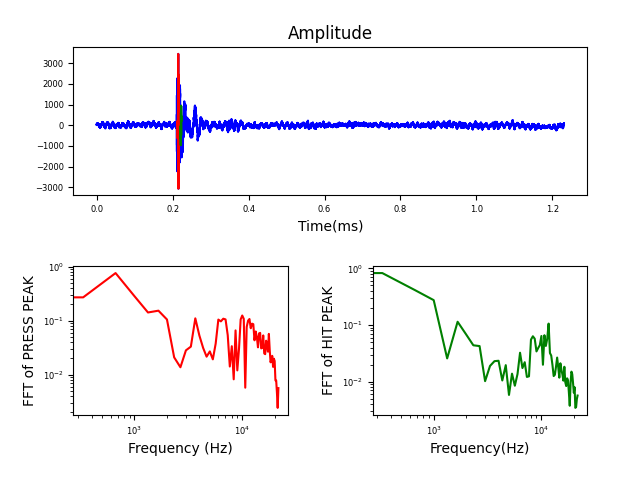 Amplitude
3000
2000
1000
0
−1000
−2000
−3000
0.0 0.2 0.4 0.6 0.8 1.0 1.2
Time(ms)
FFT of PRESS PEAK
10⁰
10⁻¹
10⁻²
10³ 10⁴
Frequency (Hz)
FFT of HIT PEAK
10⁰
10⁻¹
10⁻²
10³ 10⁴
Frequency(Hz)